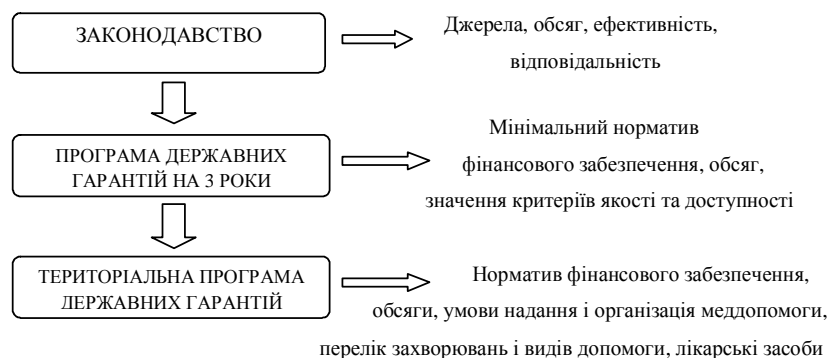 ЗАКОНОДАВСТВО
Джерела, обсяг, ефективність,
відповідальність
ПРОГРАМА ДЕРЖАВНИХ
ГАРАНТІЙ НА 3 РОКИ
Мінімальний норматив
фінансового забезпечення, обсяг,
значення критеріїв якості та доступності
ТЕРИТОРІАЛЬНА ПРОГРАМА
ДЕРЖАВНИХ ГАРАНТІЙ
Норматив фінансового забезпечення,
обсяги, умови надання і організація меддопомоги,
перелік захворювань і видів допомоги, лікарські засоби